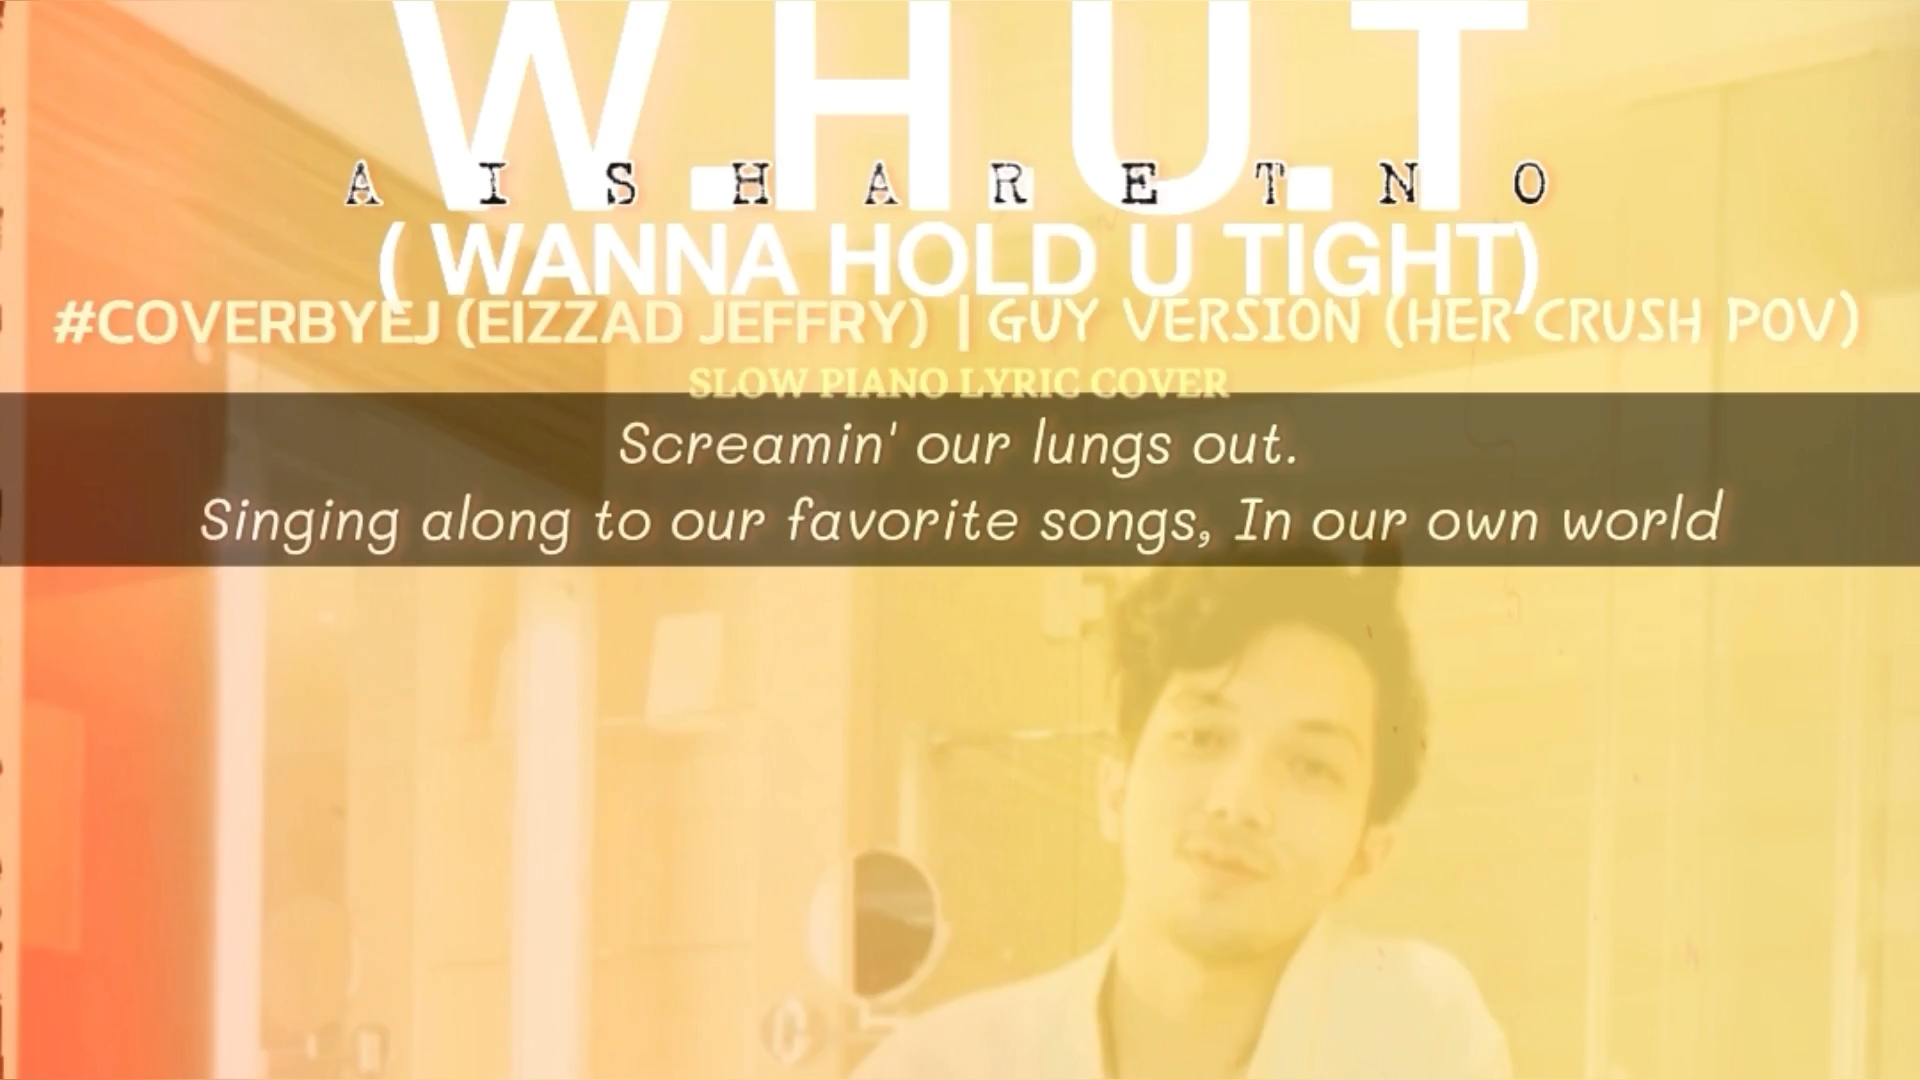 W.H.U.T
A I S H A R E T N O
( WANNA HOLD U TIGHT)
#COVERBYEJ (EIZZAD JEFFRY) | GUY VERSION (HER CRUSH POV)
SLOW PIANO LYRIC COVER
Screamin' our lungs out.
Singing along to our favorite songs, In our own world